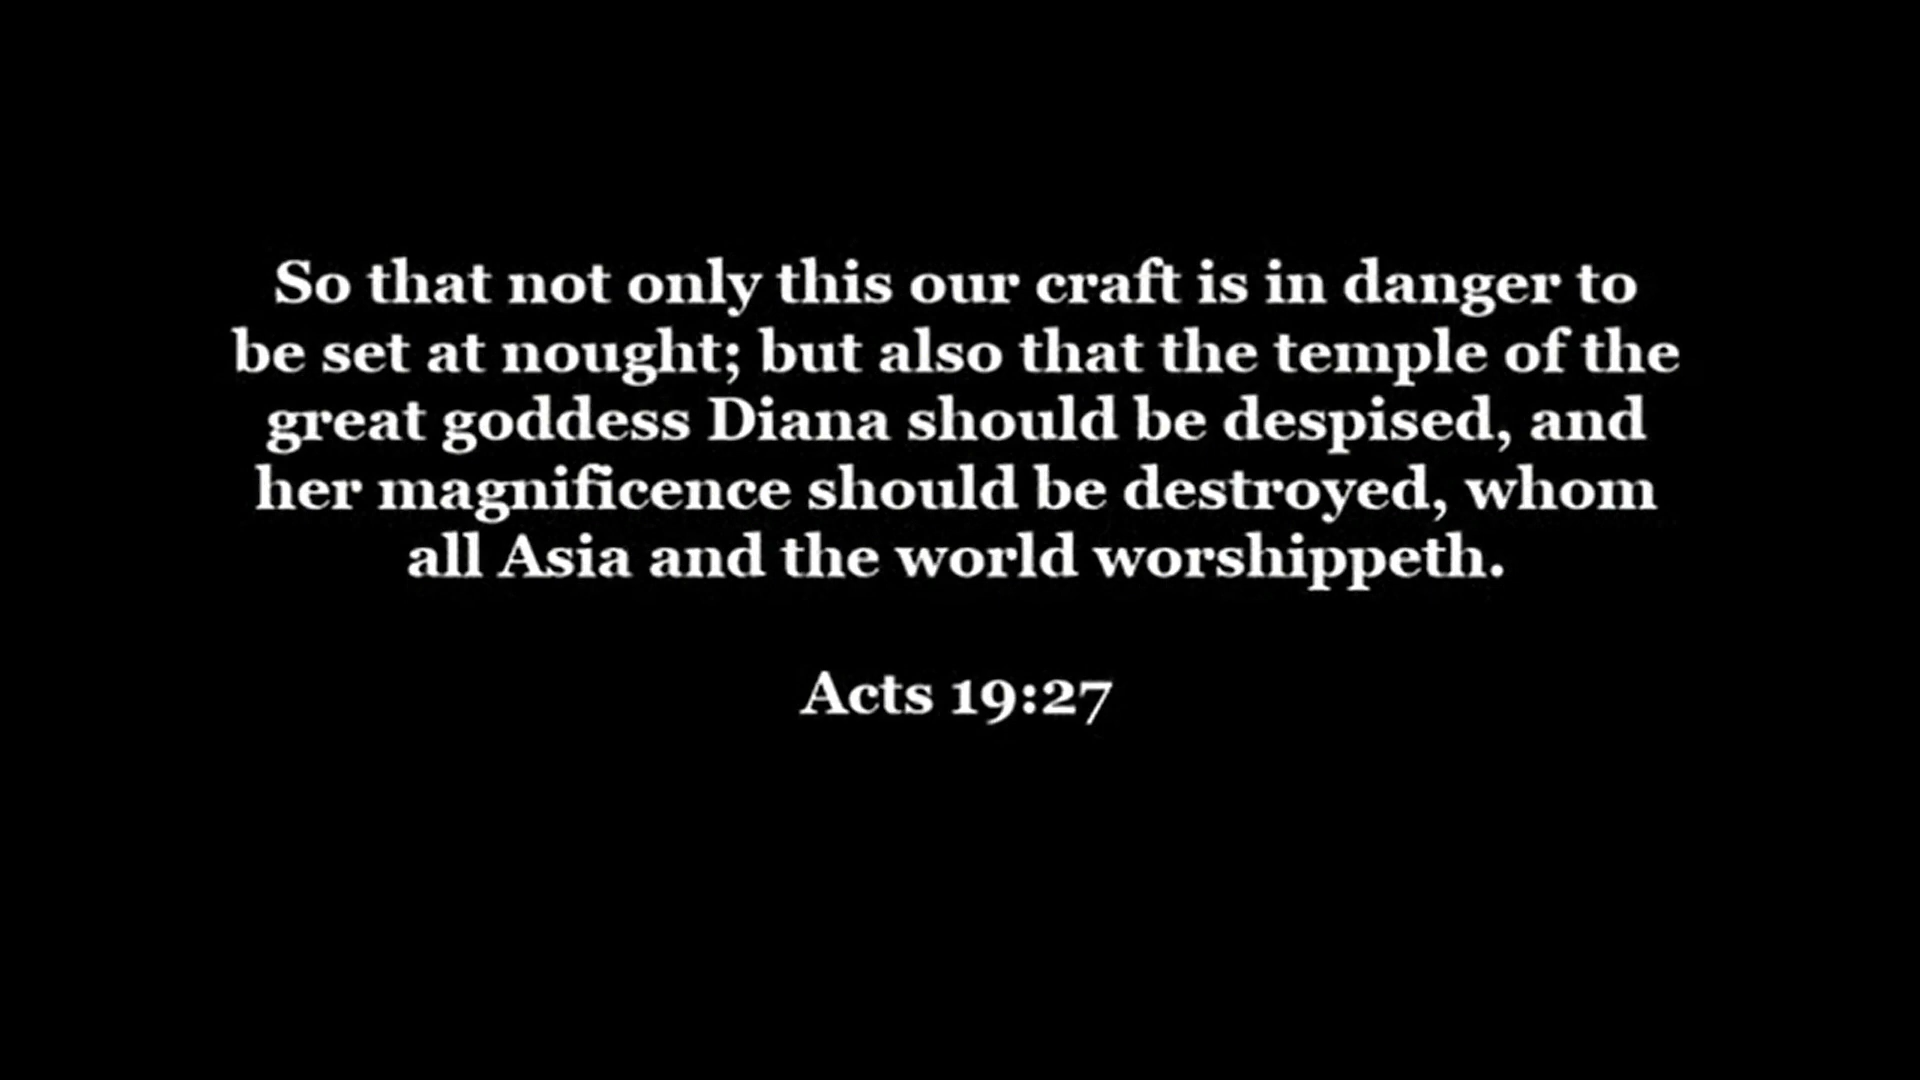 So that not only this our craft is in danger to
be set at nought; but also that the temple of the
great goddess Diana should be despised, and
her magnificence should be destroyed, whom
all Asia and the world worshippeth.
Acts 19:27